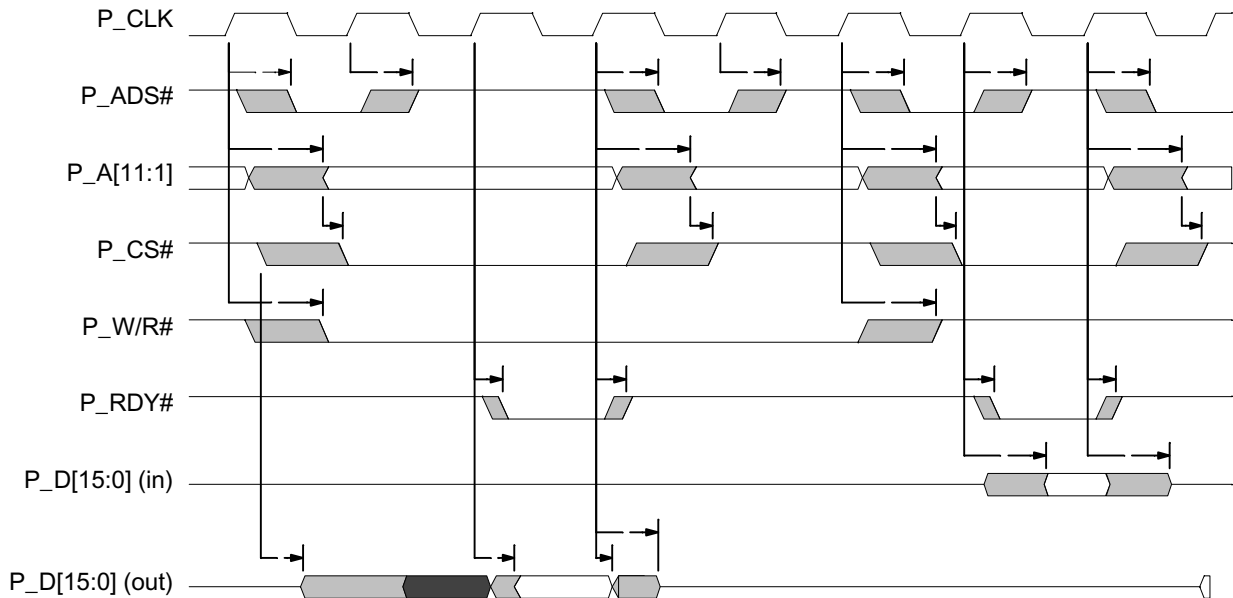 P_CLK
P_ADS#
P_A[11:1]
P_CS#
P_W/R#
P_RDY#
P_D[15:0] (in)
P_D[15:0] (out)